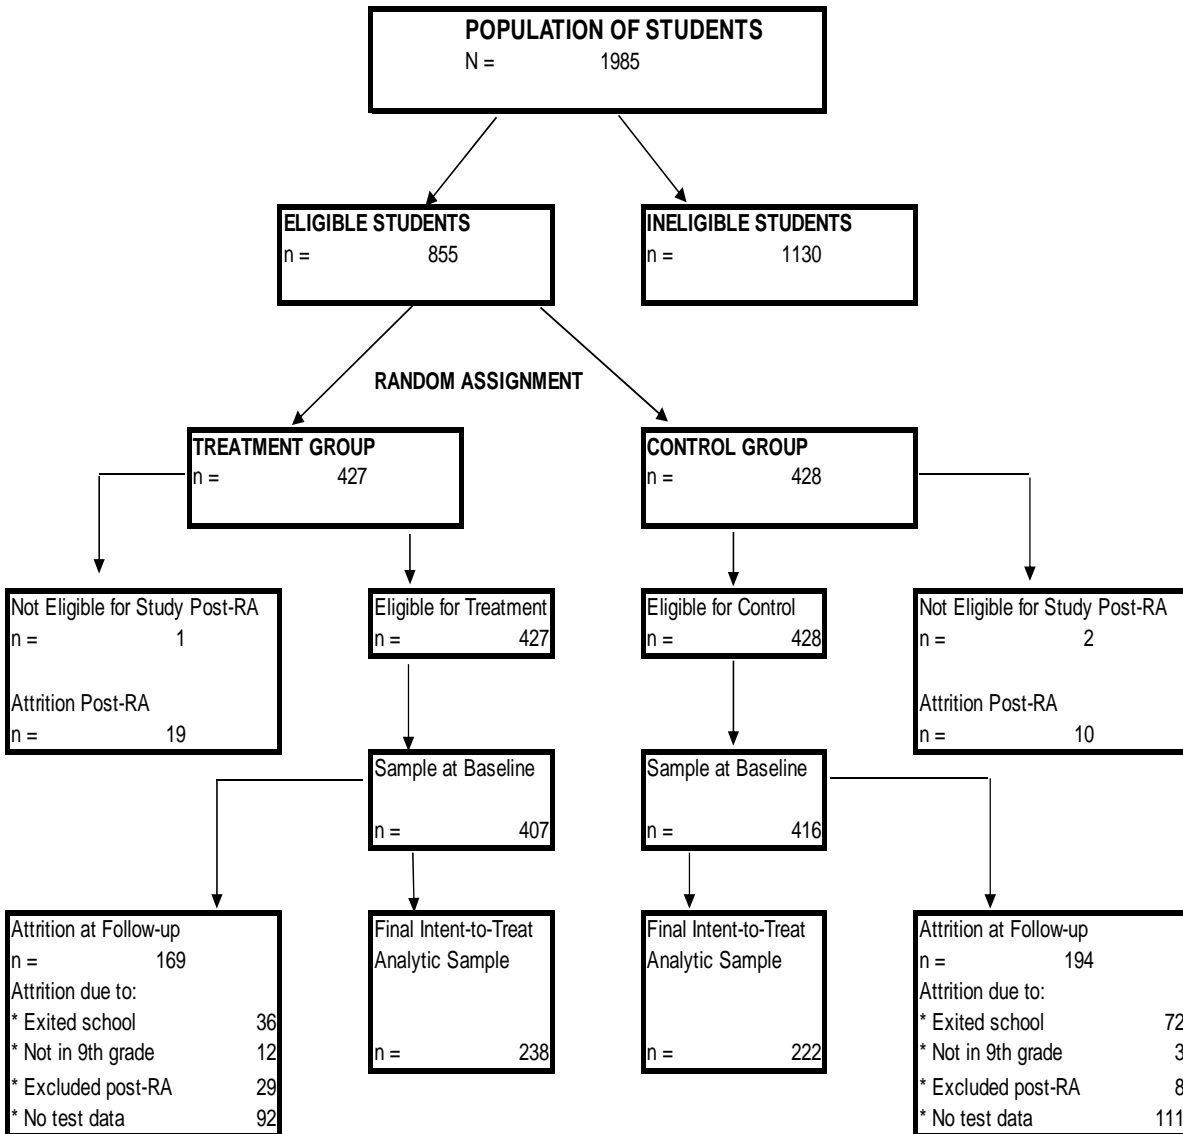 POPULATION OF STUDENTS
N = 1985
ELIGIBLE STUDENTS
n = 855
INELIGIBLE STUDENTS
n = 1130
RANDOM ASSIGNMENT
TREATMENT GROUP
n = 427
CONTROL GROUP
n = 428
Not Eligible for Study Post-RA
n = 1
Attrition Post-RA
n = 19
Eligible for Treatment
n = 427
Eligible for Control
n = 428
Not Eligible for Study Post-RA
n = 2
Attrition Post-RA
n = 10
Sample at Baseline
n = 407
Sample at Baseline
n = 416
Attrition at Follow-up
n = 169
Attrition due to:
* Exited school 36
* Not in 9th grade 12
* Excluded post-RA 29
* No test data 92
Final Intent-to-Treat
Analytic Sample
n = 238
Final Intent-to-Treat
Analytic Sample
n = 222
Attrition at Follow-up
n = 194
Attrition due to:
* Exited school 72
* Not in 9th grade 3
* Excluded post-RA 8
* No test data 111